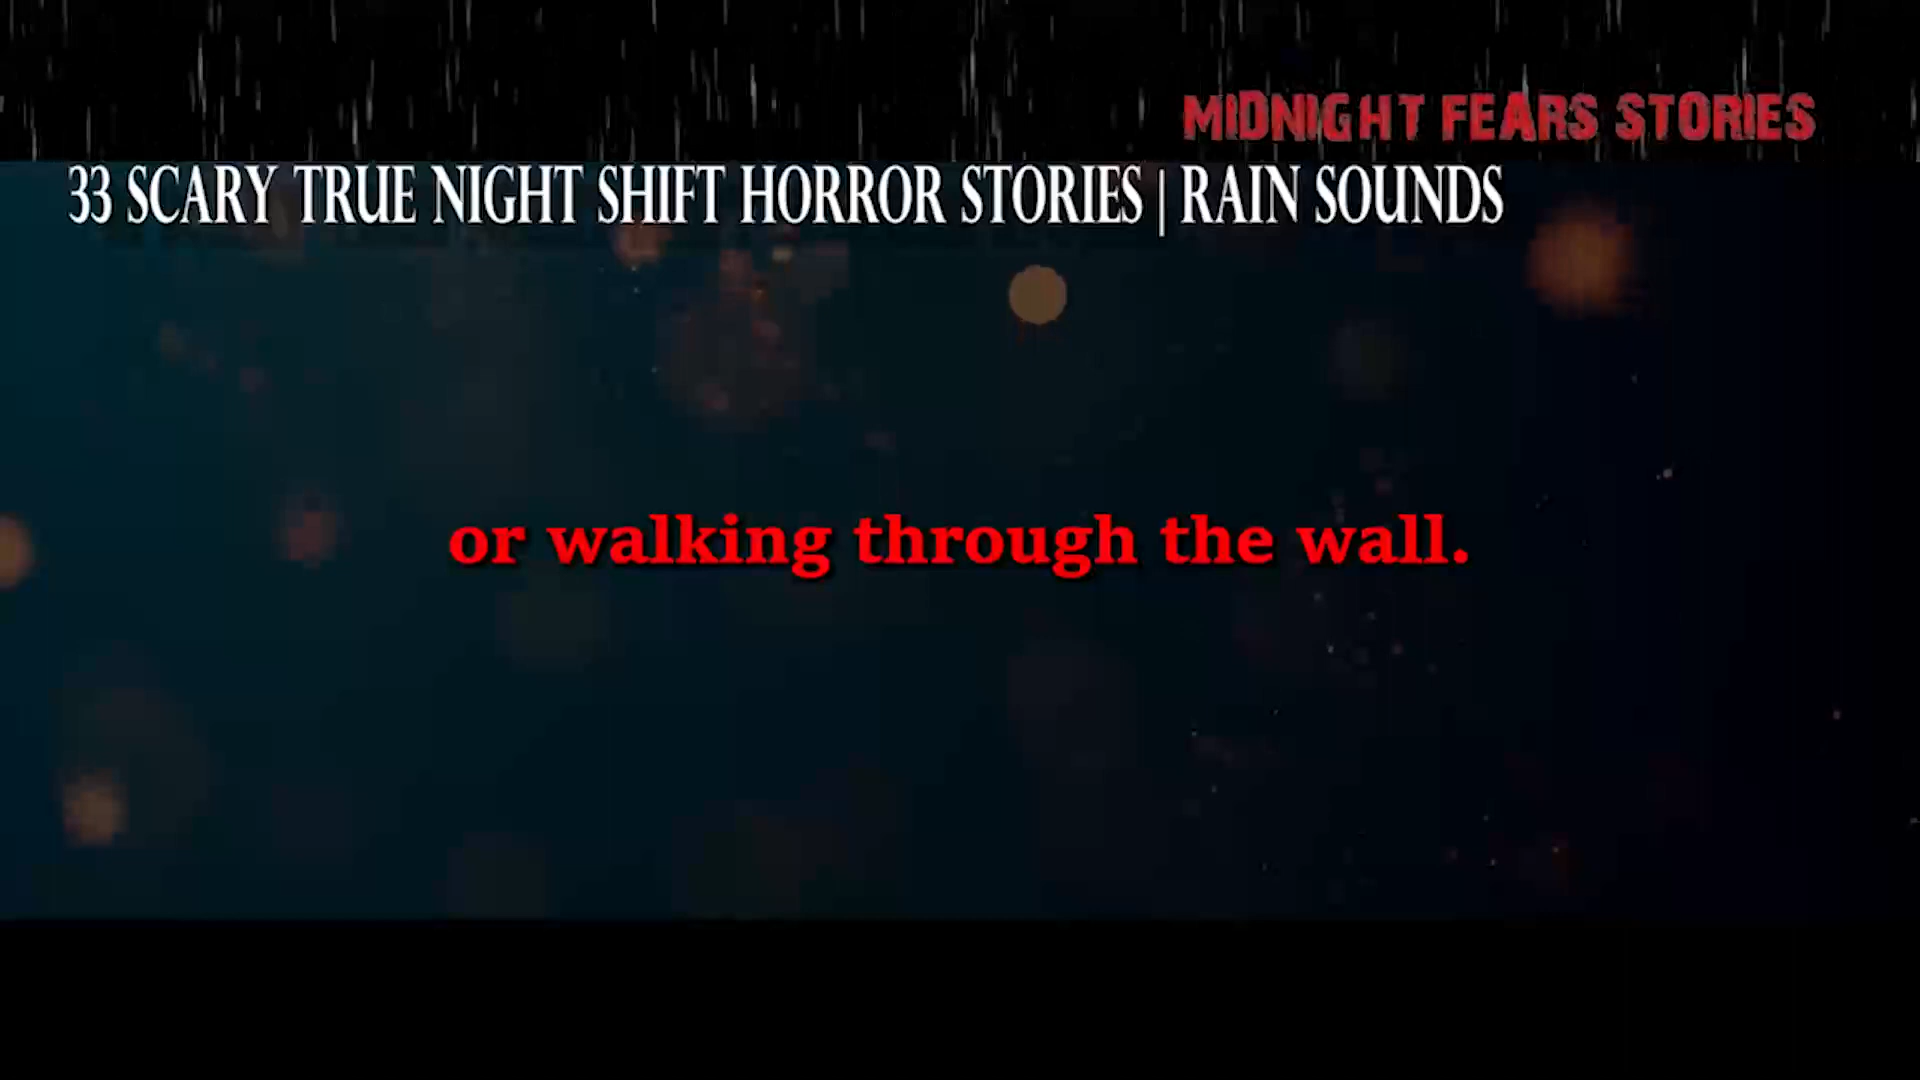 MIDNIGHT FEARS STORIES
33 SCARY TRUE NIGHT SHIFT HORROR STORIES | RAIN SOUNDS
or walking through the wall.